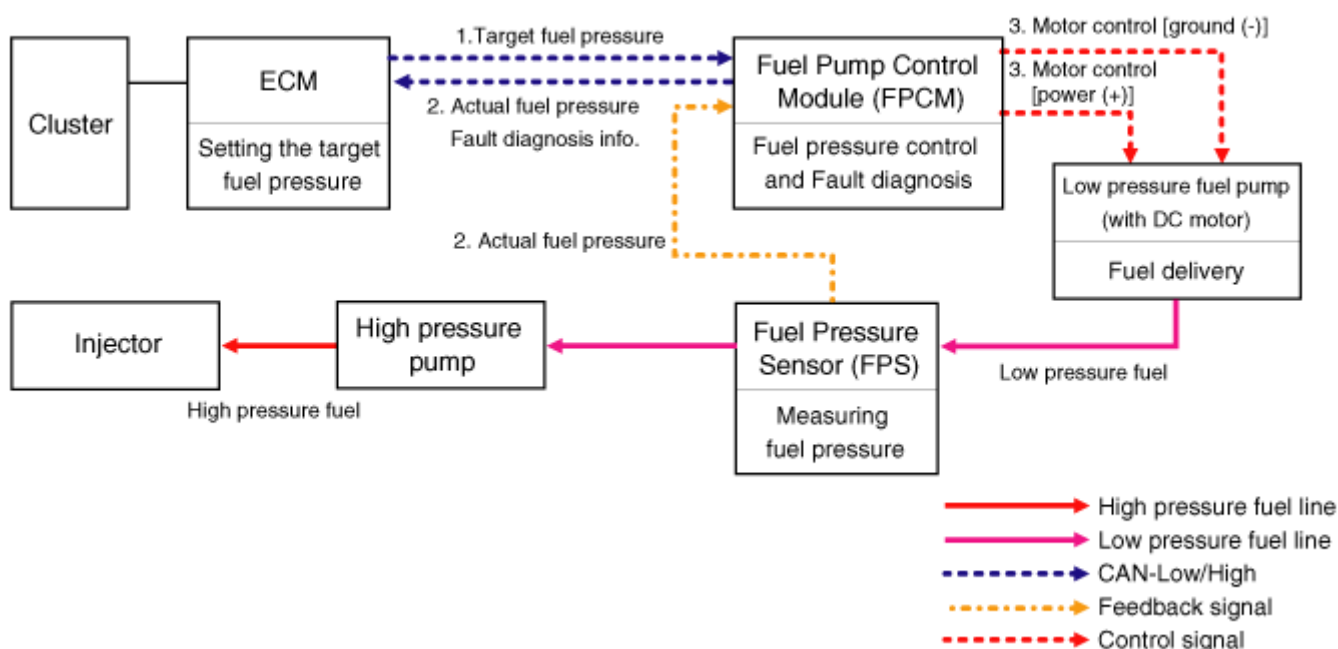 Cluster
ECM
Setting the target
fuel pressure
1.Target fuel pressure
2. Actual fuel pressure
Fault diagnosis info.
Fuel Pump Control
Module (FPCM)
Fuel pressure control
and Fault diagnosis
3. Motor control [ground (-)]
3. Motor control
[power (+)]
Low pressure fuel pump
(with DC motor)
Fuel delivery
2. Actual fuel pressure
Injector
High pressure
pump
Fuel Pressure
Sensor (FPS)
Measuring
fuel pressure
Low pressure fuel
High pressure fuel
High pressure fuel line
Low pressure fuel line
CAN-Low/High
Feedback signal
Control signal